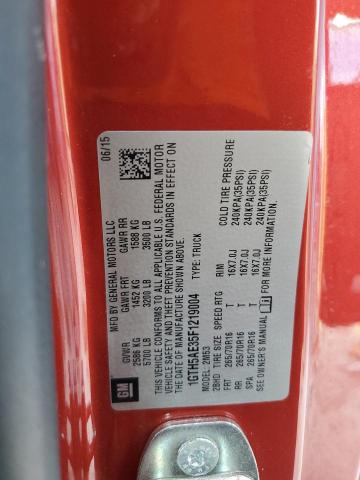 MFD BY GENERAL MOTORS LLC 06/15
GVWR GAWR FRT GAWR RR
2586 KG 1452 KG 1588 KG
5700 LB 3200 LB 3500 LB
THIS VEHICLE CONFORMS TO ALL APPLICABLE U.S. FEDERAL MOTOR
VEHICLE SAFETY, BUMPER, AND THEFT PREVENTION STANDARDS IN EFFECT ON
THE DATE OF MANUFACTURE SHOWN ABOVE.
1GTH5AE35F1219004 TYPE: TRUCK
2BHD 2M53
TIRE SIZE SPEED RTG RIM COLD TIRE PRESSURE
FRT 265/70R16 T 16X7.0J 240KPA(35PSI)
RR 265/70R16 T 16X7.0J 240KPA(35PSI)
SPA 265/70R16 T 16X7.0J 240KPA(35PSI)
SEE OWNER'S MANUAL FOR MORE INFORMATION.
GM